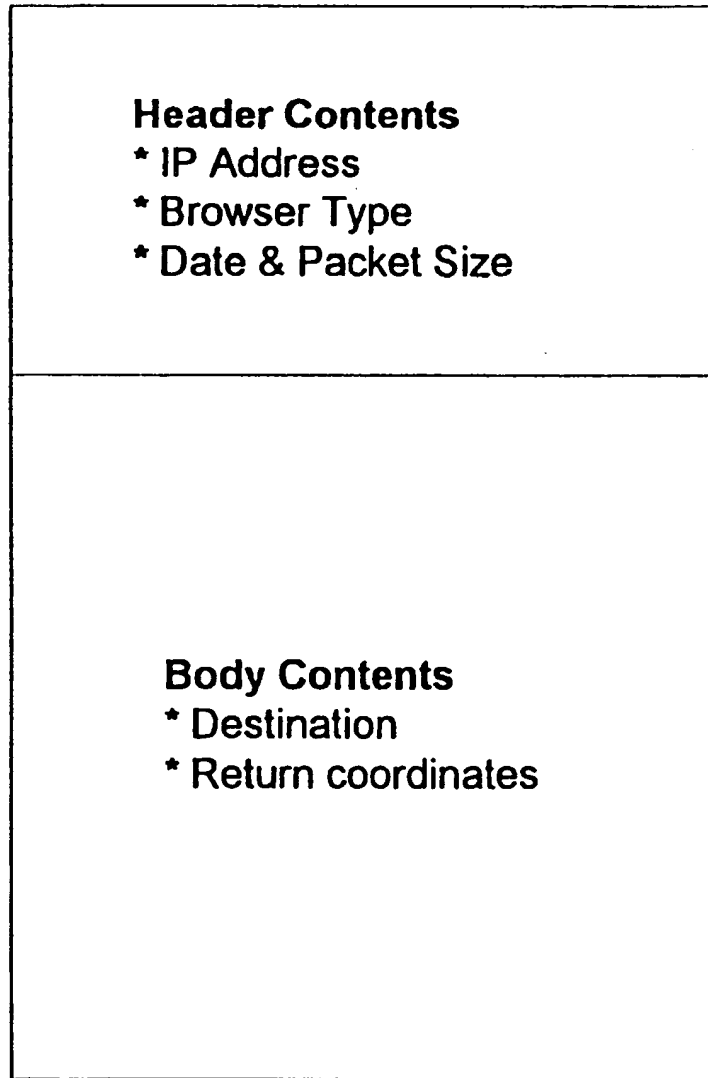 Header Contents
* IP Address
* Browser Type
* Date & Packet Size
Body Contents
* Destination
* Return coordinates